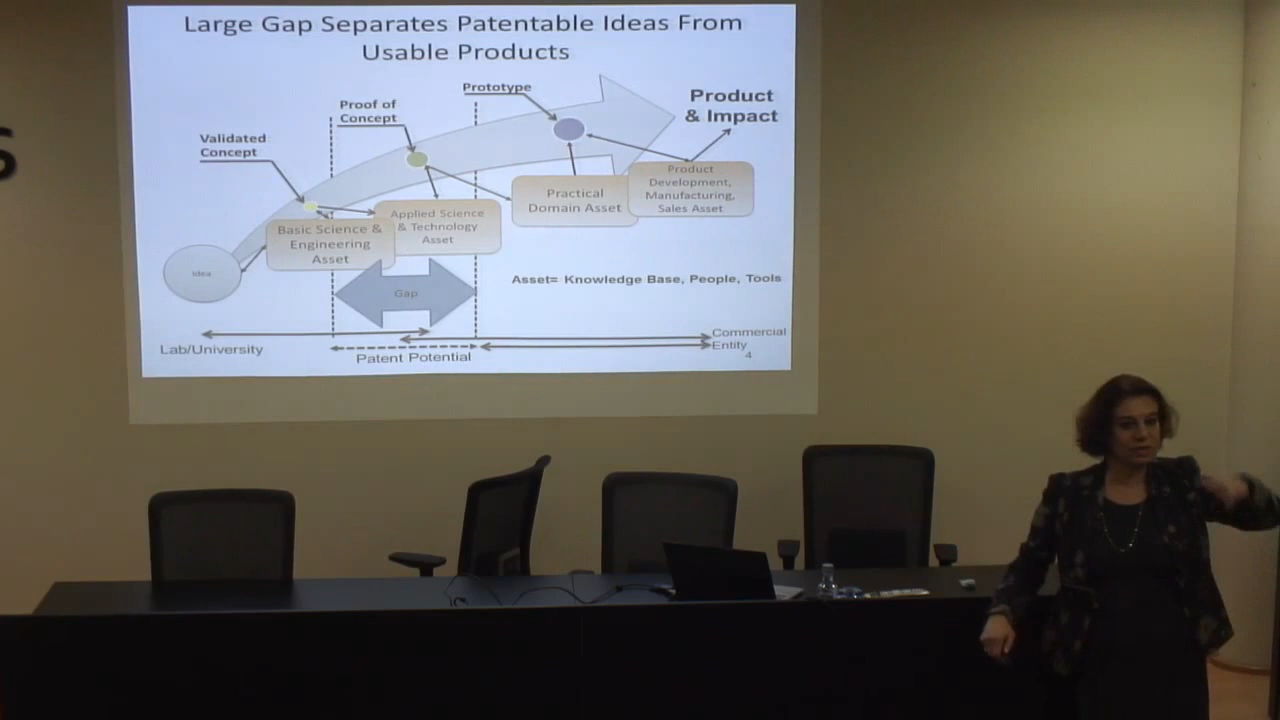 Large Gap Separates Patentable Ideas From
Usable Products
Prototype
Product
& Impact
Proof of
Concept
Validated
Concept
Product
Development,
Manufacturing,
Sales Asset
Practical
Domain Asset
Applied Science
& Technology
Asset
Basic Science &
Engineering
Asset
Idea
Gap
Asset= Knowledge Base, People, Tools
Lab/University
Patent Potential
Commercial
Entity
4